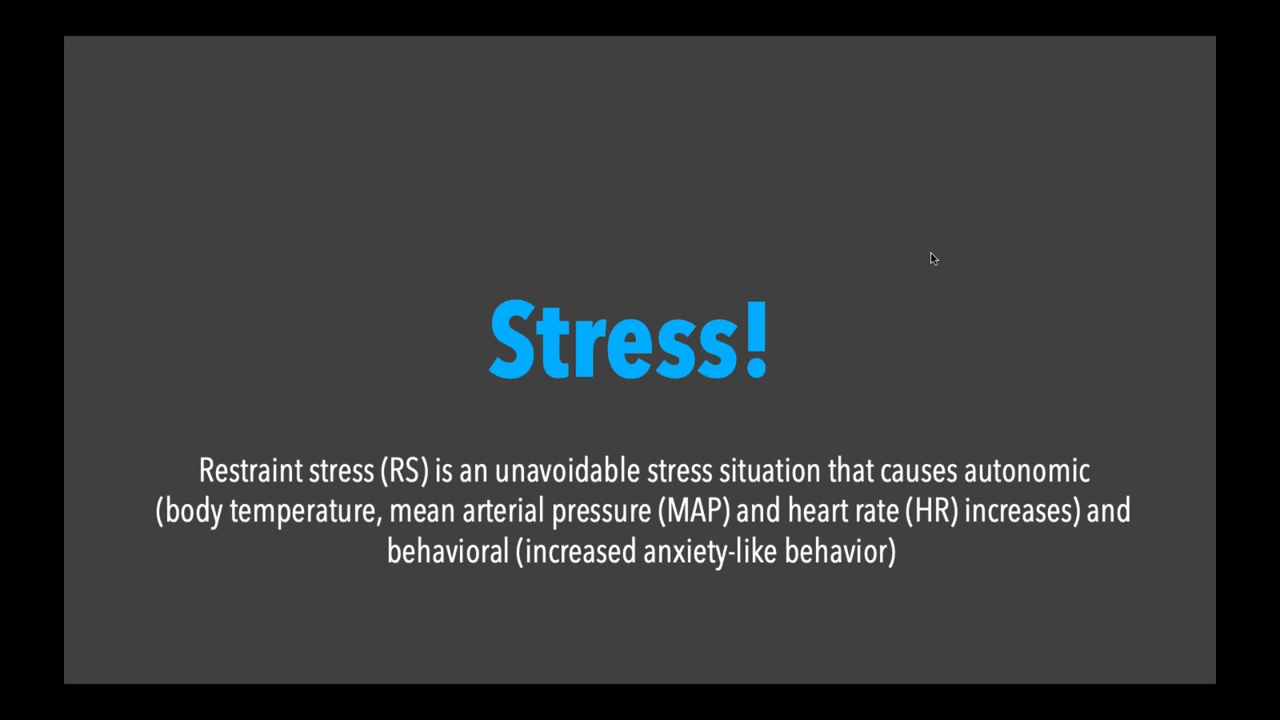 Stress!
Restraint stress (RS) is an unavoidable stress situation that causes autonomic
(body temperature, mean arterial pressure (MAP) and heart rate (HR) increases) and
behavioral (increased anxiety-like behavior)